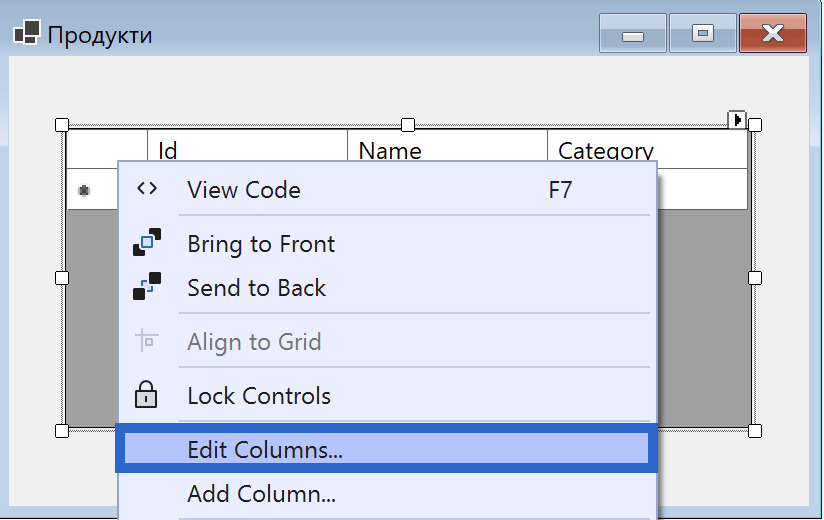 Продукти
Id Name Category
View Code F7
Bring to Front
Send to Back
Align to Grid
Lock Controls
Edit Columns...
Add Column...